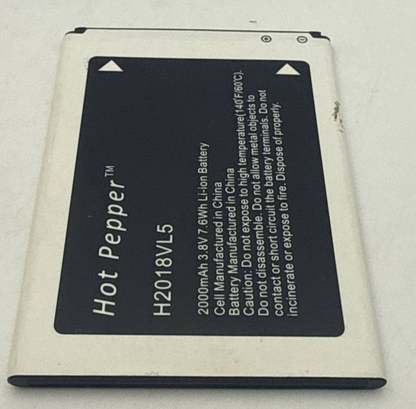 Hot Pepper™
H2018VL5
2000mAh 3.8V 7.6Wh Li-ion Battery
Cell Manufactured in China
Battery Manufactured in China
Caution: Do not expose to high temperature(140°F/60°C).
Do not disassemble. Do not allow metal objects to
contact or short circuit the battery terminals. Do not
incinerate or expose to fire. Dispose of properly.